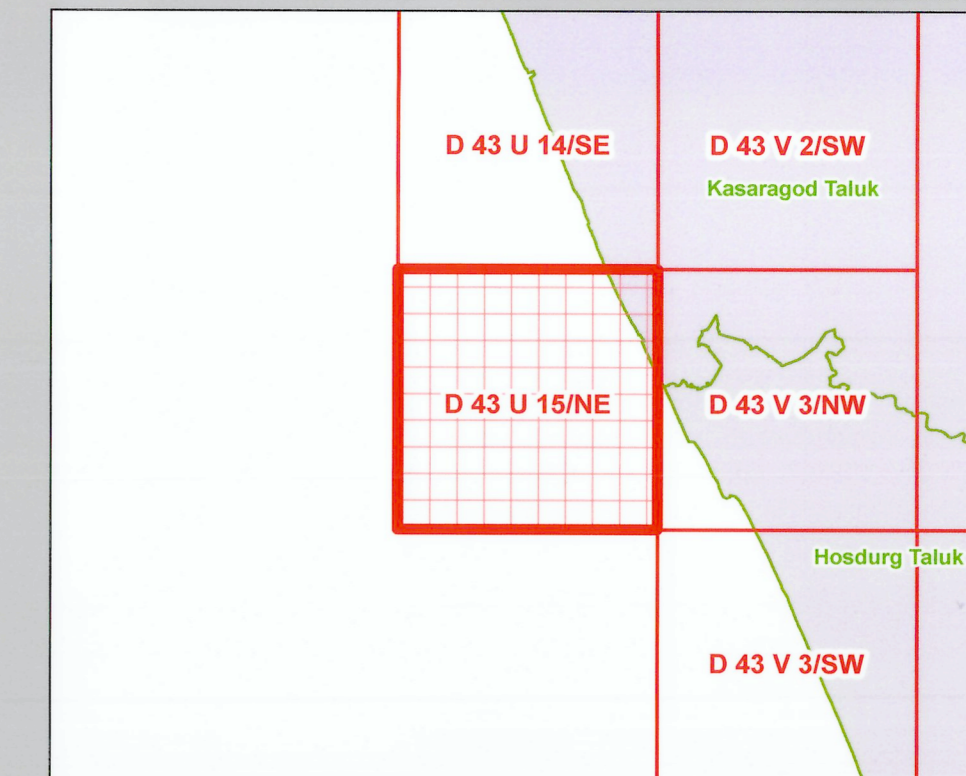 D 43 U 14/SE
D 43 V 2/SW
Kasaragod Taluk
D 43 U 15/NE
D 43 V 3/NW
Hosdurg Taluk
D 43 V 3/SW